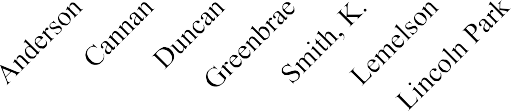 Anderson
Cannan
Duncan
Greenbrae
Smith, K.
Lemelson
Lincoln Park